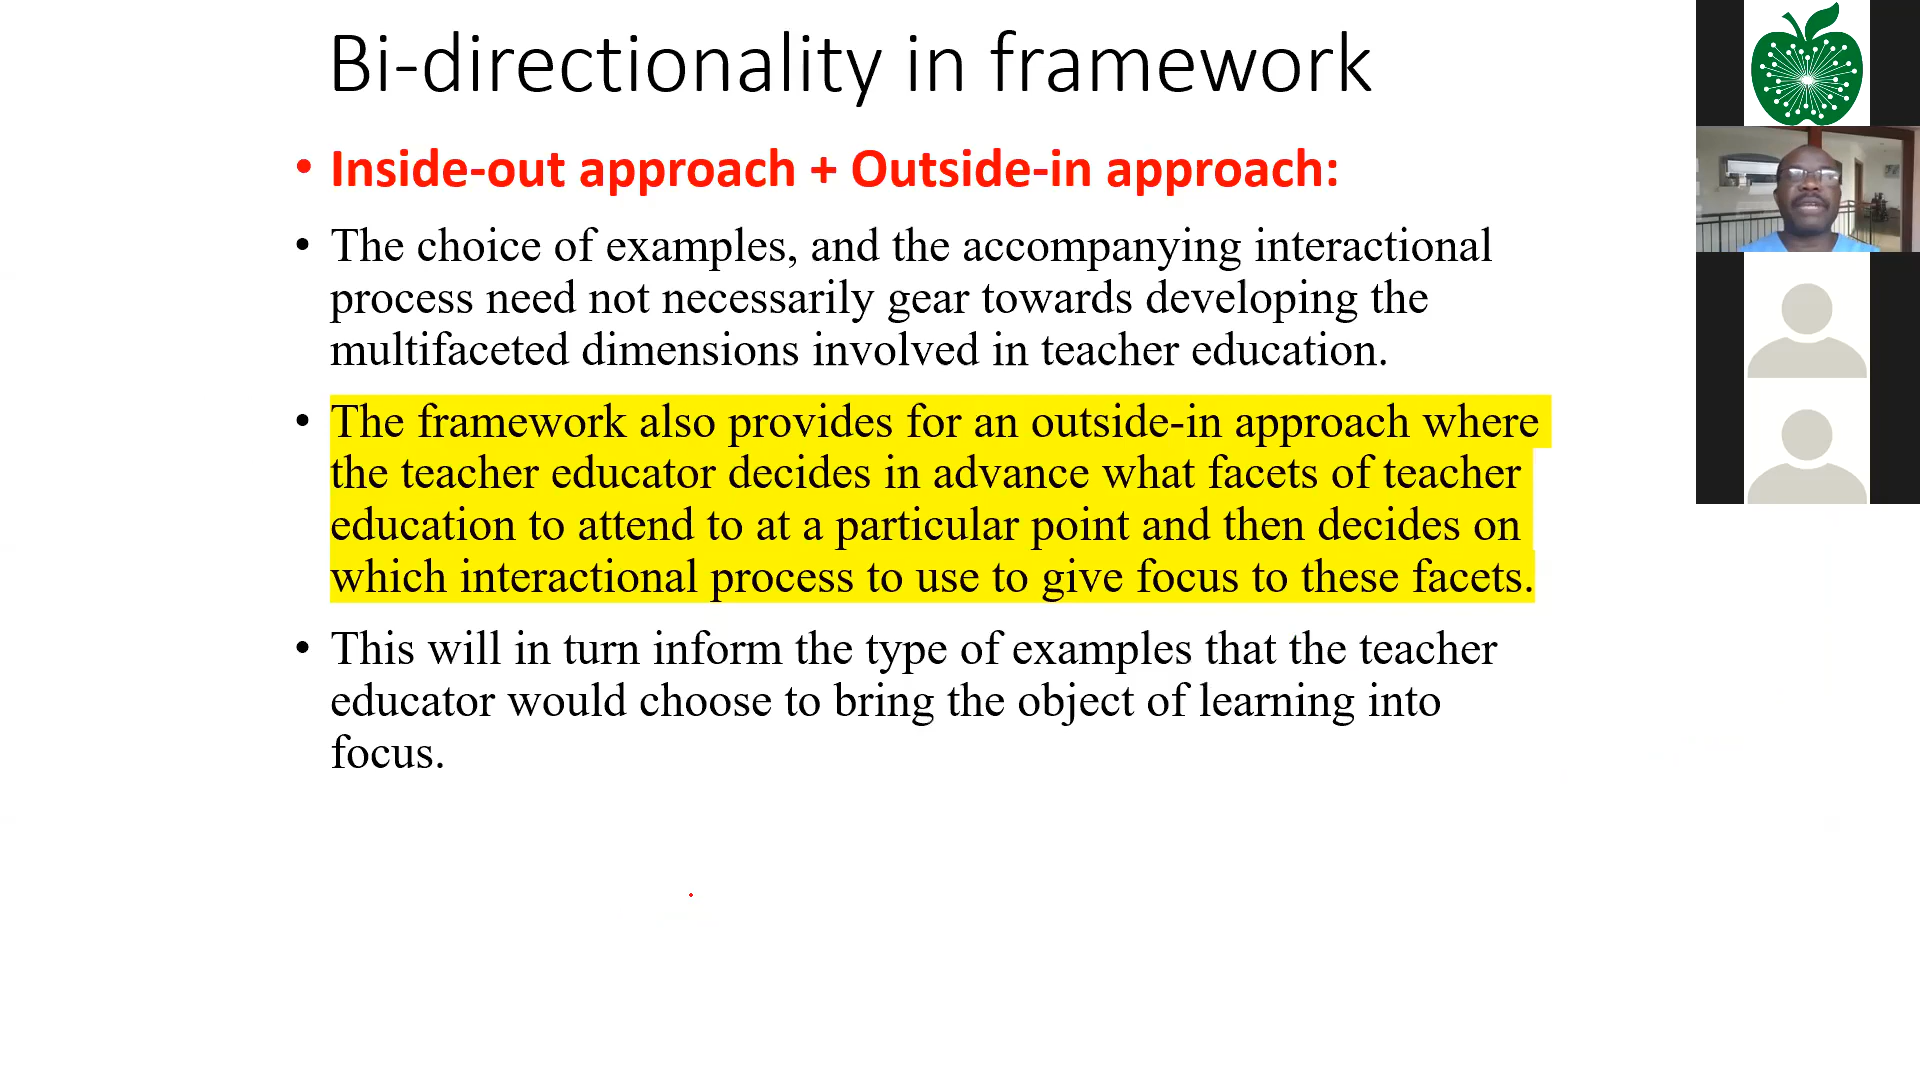 Bi-directionality in framework
• Inside-out approach + Outside-in approach:
• The choice of examples, and the accompanying interactional
process need not necessarily gear towards developing the
multifaceted dimensions involved in teacher education.
• The framework also provides for an outside-in approach where
the teacher educator decides in advance what facets of teacher
education to attend to at a particular point and then decides on
which interactional process to use to give focus to these facets.
• This will in turn inform the type of examples that the teacher
educator would choose to bring the object of learning into
focus.